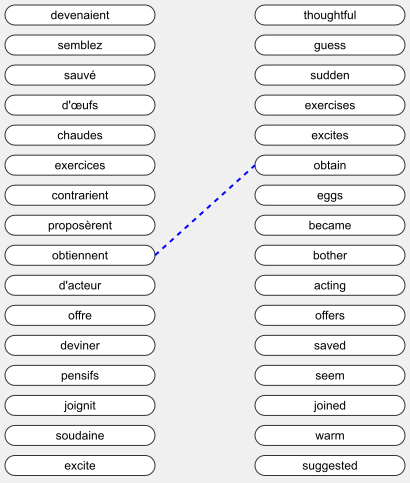 devenaient thoughtful
semblez guess
sauvé sudden
d'œufs exercises
chaudes excites
exercices obtain
contrarient eggs
proposèrent became
obtiennent bother
d'acteur acting
offre offers
deviner saved
pensifs seem
joignit joined
soudaine warm
excite suggested